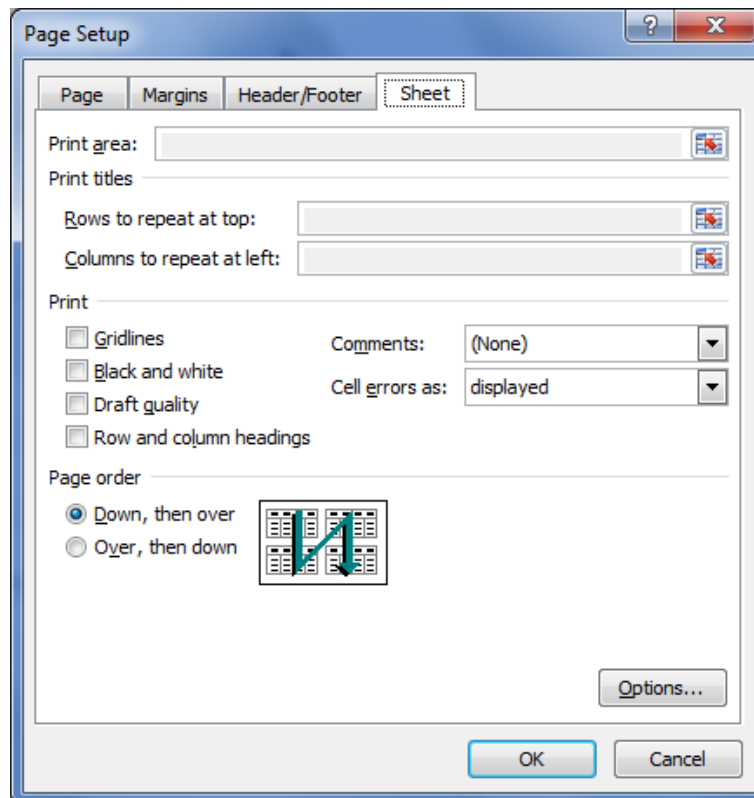 Page Setup
?
Page Margins Header/Footer Sheet
Print area:
Print titles
Rows to repeat at top:
Columns to repeat at left:
Print
Gridlines Comments: (None)
Black and white Cell errors as: displayed
Draft quality
Row and column headings
Page order
Down, then over
Over, then down
Options...
OK Cancel